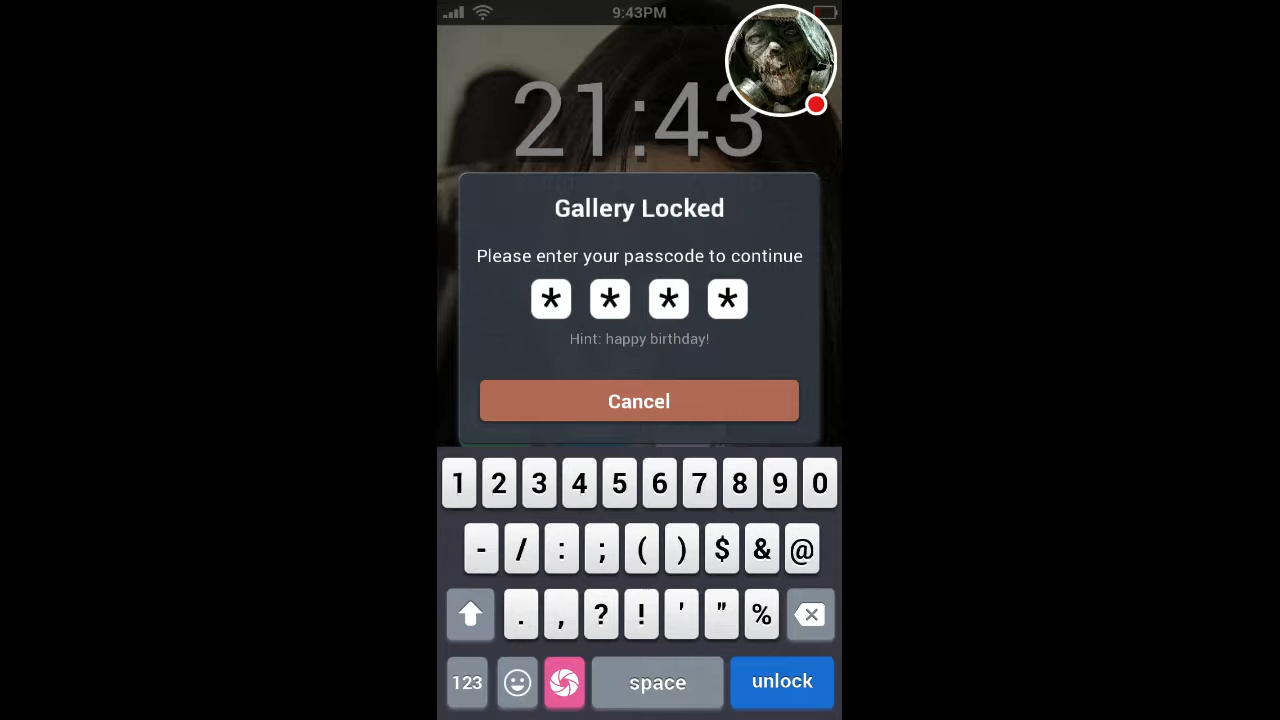 9:43PM
21:43
Gallery Locked
Please enter your passcode to continue
* * * *
Hint: happy birthday!
Cancel
1 2 3 4 5 6 7 8 9 0
- / : ; ( ) $ & @
. , ? ! ' " %
123 space unlock